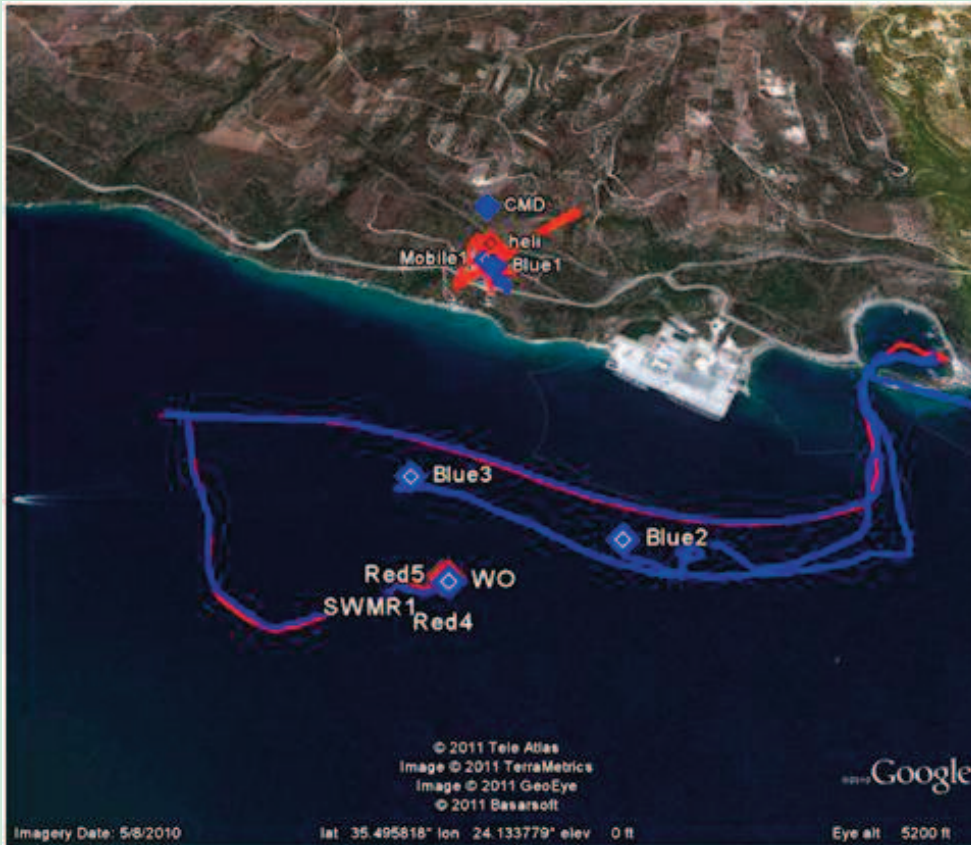 CMD
heli
Mobile1
Blue1
Blue3
Blue2
Red5
WO
SWMR1
Red4
© 2011 Tele Atlas
Image © 2011 TerraMetrics
Image © 2011 GeoEye
© 2011 Basarsoft
Google
Imagery Date: 5/8/2010 lat 35.495818° lon 24.133779° elev 0 ft Eye alt 5200 ft